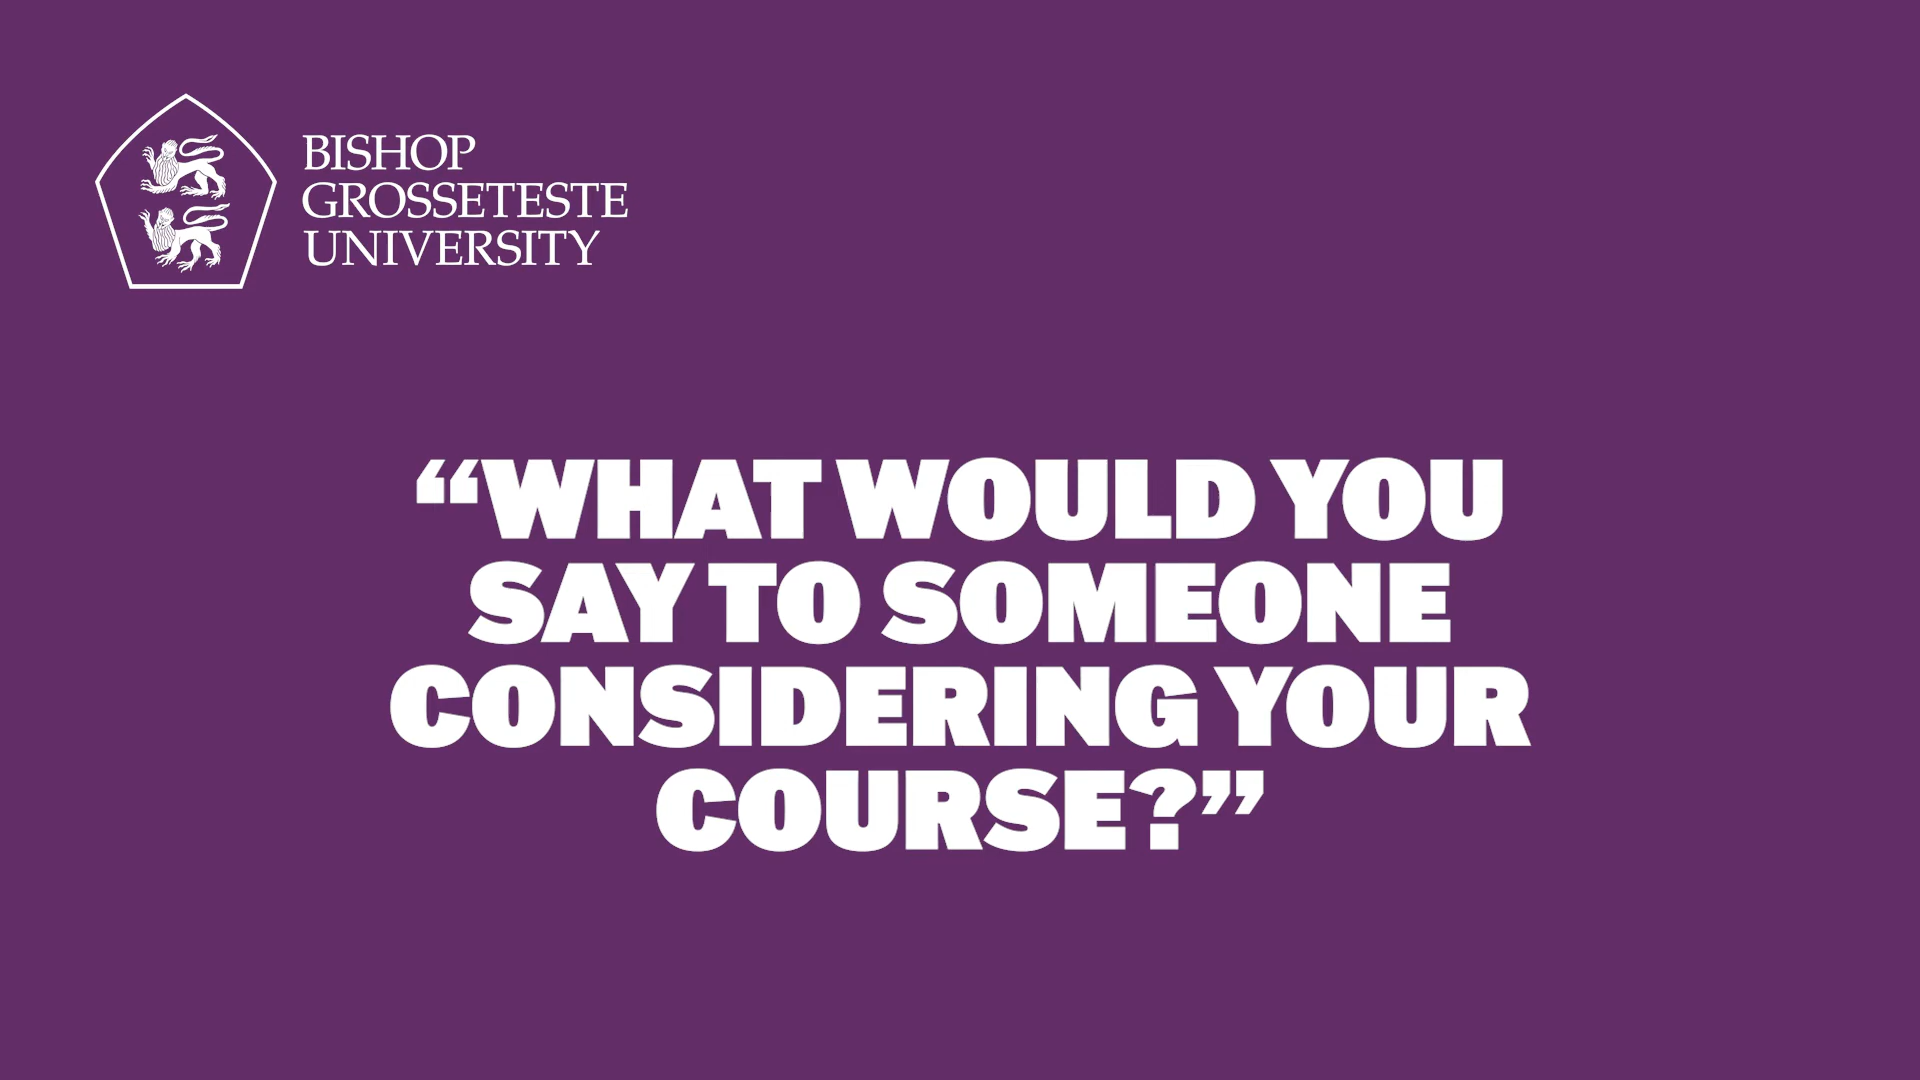 BISHOP
GROSSETESTE
UNIVERSITY
“WHAT WOULD YOU
SAY TO SOMEONE
CONSIDERING YOUR
COURSE?”